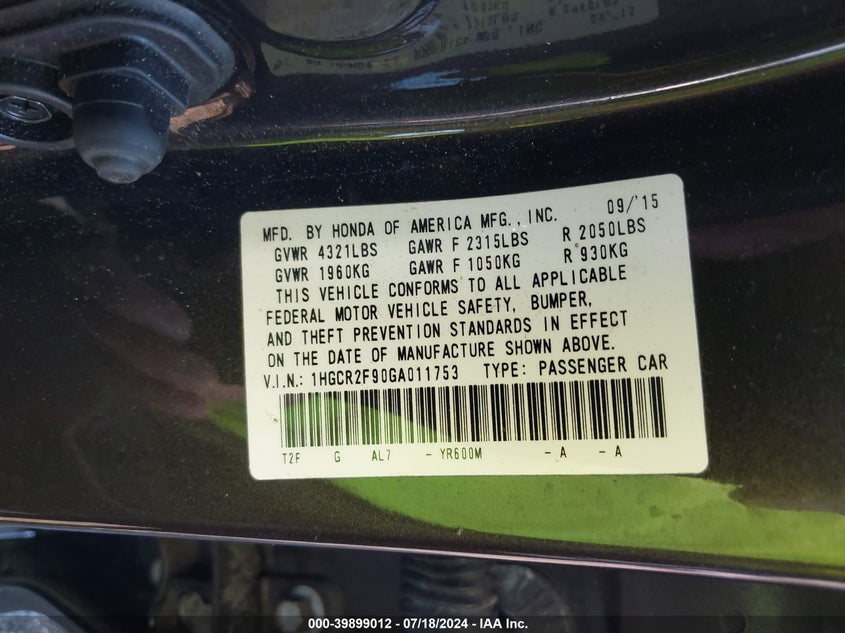 MFD. BY HONDA OF AMERICA MFG., INC. 09/'15
GVWR 4321LBS GAWR F 2315LBS R 2050LBS
GVWR 1960KG GAWR F 1050KG R 930KG
THIS VEHICLE CONFORMS TO ALL APPLICABLE
FEDERAL MOTOR VEHICLE SAFETY, BUMPER,
AND THEFT PREVENTION STANDARDS IN EFFECT
ON THE DATE OF MANUFACTURE SHOWN ABOVE.
V.I.N.: 1HGCR2F90GA011753 TYPE: PASSENGER CAR
T2F G AL7 - YR600M - A - A
000-39899012 / 07/18/2024 - IAA Inc.